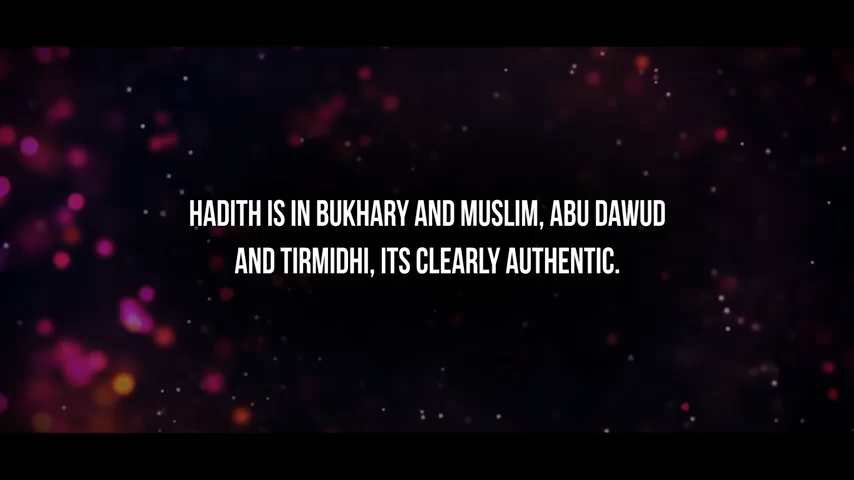 HADITH IS IN BUKHARY AND MUSLIM, ABU DAWUD
AND TIRMIDHI, ITS CLEARLY AUTHENTIC.